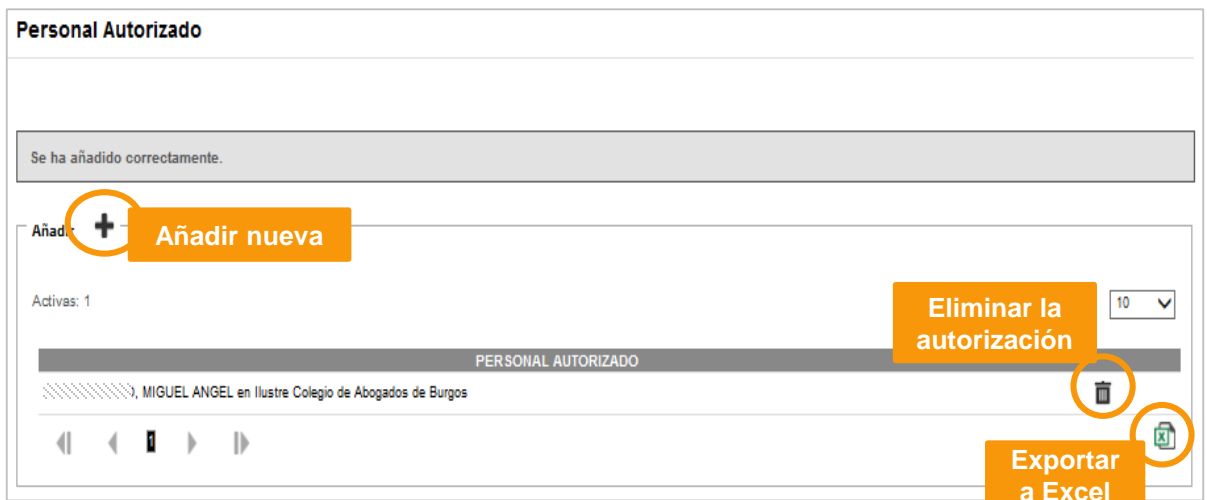 Personal Autorizado
Se ha añadido correctamente.
Añadir
Añadir nueva
Activas: 1
Eliminar la
autorización
10
PERSONAL AUTORIZADO
, MIGUEL ANGEL en Ilustre Colegio de Abogados de Burgos
1
Exportar
a Excel